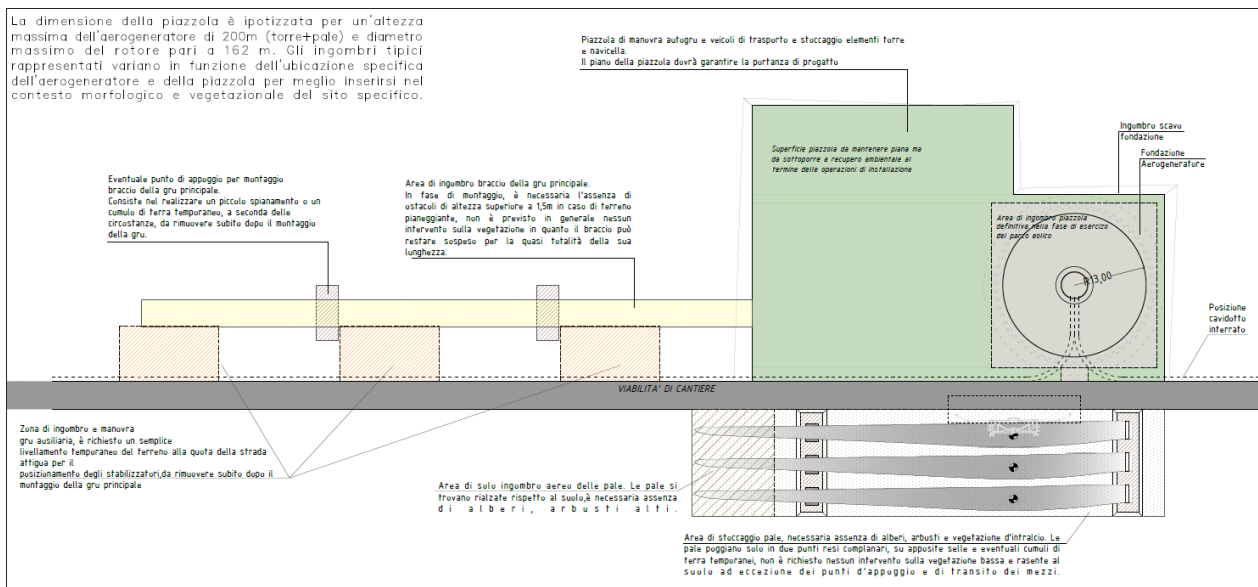 La dimensione della piazzola è ipotizzata per un'altezza
massima dell'aerogeneratore di 200m (torre+pale) e diametro
massimo del rotore pari a 162 m. Gli ingombri tipici
rappresentati variano in funzione dell'ubicazione specifica
dell'aerogeneratore e della piazzola per meglio inserirsi nel
contesto morfologico e vegetazionale del sito specifico.
Piazzola di manovra autogru e veicoli di trasporto e stoccaggio elementi torre
e navicella.
Il piano della piazzola dovrà garantire la portanza di progatto
Ingombro scavo
fondazione
Fondazione
Aerogeneratore
Superficie piazzola da mantenere piana ma
da sottoporre a recupero ambientale al
termine delle operazioni di installazione
Eventuale punto di appoggio per montaggio
braccio della gru principale.
Consiste nel realizzare un piccolo spianamento o un
cumulo di terra temporaneo, a seconda delle
circostanze, da rimuovere subito dopo il montaggio
della gru.
Area di ingombro braccio della gru principale.
In fase di montaggio, è necessaria l'assenza di
ostacoli di altezza superiore a 1,5m in caso di terreno
pianeggiante, non è previsto in generale nessun
intervento sulla vegetazione in quanto il braccio può
restare sospeso per la quasi totalità della sua
lunghezza.
Area di ingombro piazzola
definitiva nella fase di esercizo
del parco eolico
R13,00
Posizione
cavidotto
interrato
VIABILITA' DI CANTIERE
Zona di ingombro e manovra
gru ausiliaria, è richiesto un semplice
livellamento temporaneo del terreno alla quota della strada
attigua per il
posizionamento degli stabilizzatori,da rimuovere subito dopo il
montaggio della gru principale
Area di solo ingombro aereo delle pale. Le pale si
trovano rialzate rispetto al suolo,è necessaria assenza
di alberi, arbusti alti.
Area di stoccaggio pale, necessaria assenza di alberi, arbusti e vegetazione d'intralcio. Le
pale poggiano solo in due punti resi complanari, su apposite selle e eventuali cumuli di
terra temporanei, non è richiesto nessun intervento sulla vegetazione bassa e rasente al
suolo ad eccezione dei punti d'appoggio e di transito dei mezzi.